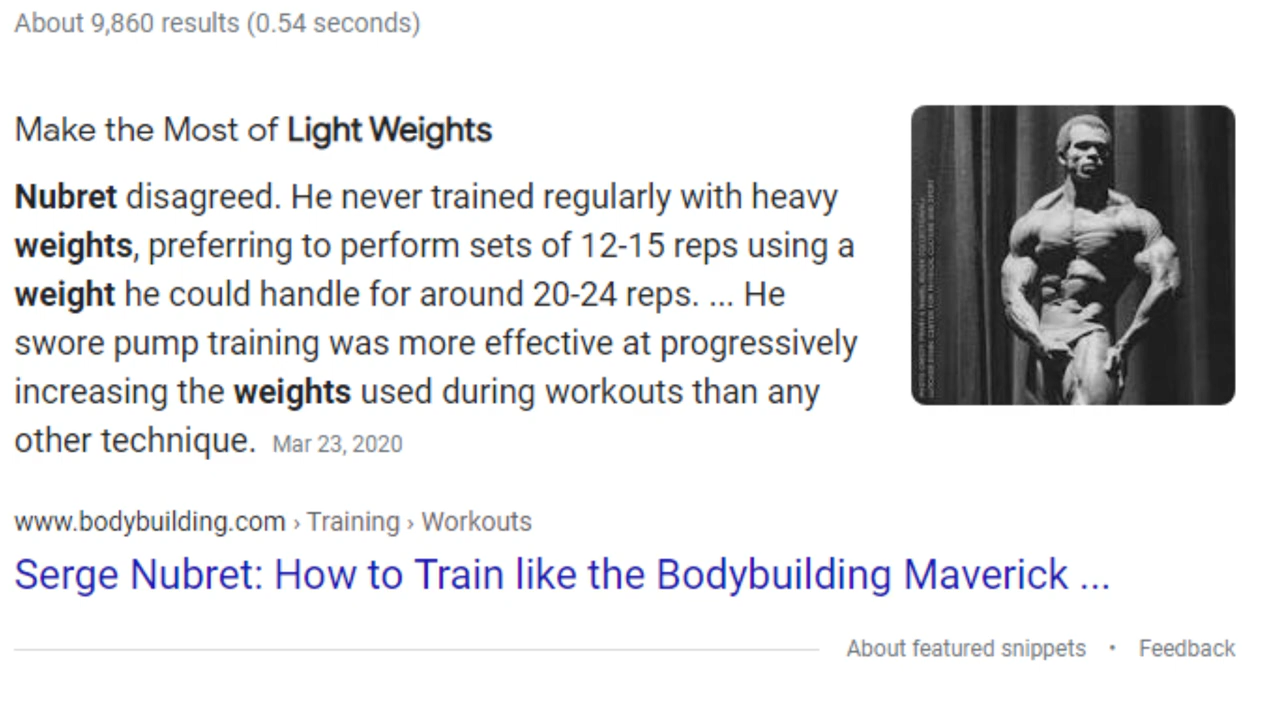 About 9,860 results (0.54 seconds)
Make the Most of Light Weights
Nubret disagreed. He never trained regularly with heavy
weights, preferring to perform sets of 12-15 reps using a
weight he could handle for around 20-24 reps. ... He
swore pump training was more effective at progressively
increasing the weights used during workouts than any
other technique. Mar 23, 2020
www.bodybuilding.com › Training › Workouts
Serge Nubret: How to Train like the Bodybuilding Maverick ...
About featured snippets • Feedback